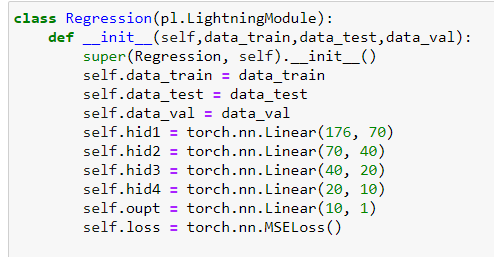 class Regression(pl.LightningModule):
    def __init__(self,data_train,data_test,data_val):
        super(Regression, self).__init__()
        self.data_train = data_train
        self.data_test = data_test
        self.data_val = data_val
        self.hid1 = torch.nn.Linear(176, 70)
        self.hid2 = torch.nn.Linear(70, 40)
        self.hid3 = torch.nn.Linear(40, 20)
        self.hid4 = torch.nn.Linear(20, 10)
        self.oupt = torch.nn.Linear(10, 1)
        self.loss = torch.nn.MSELoss()